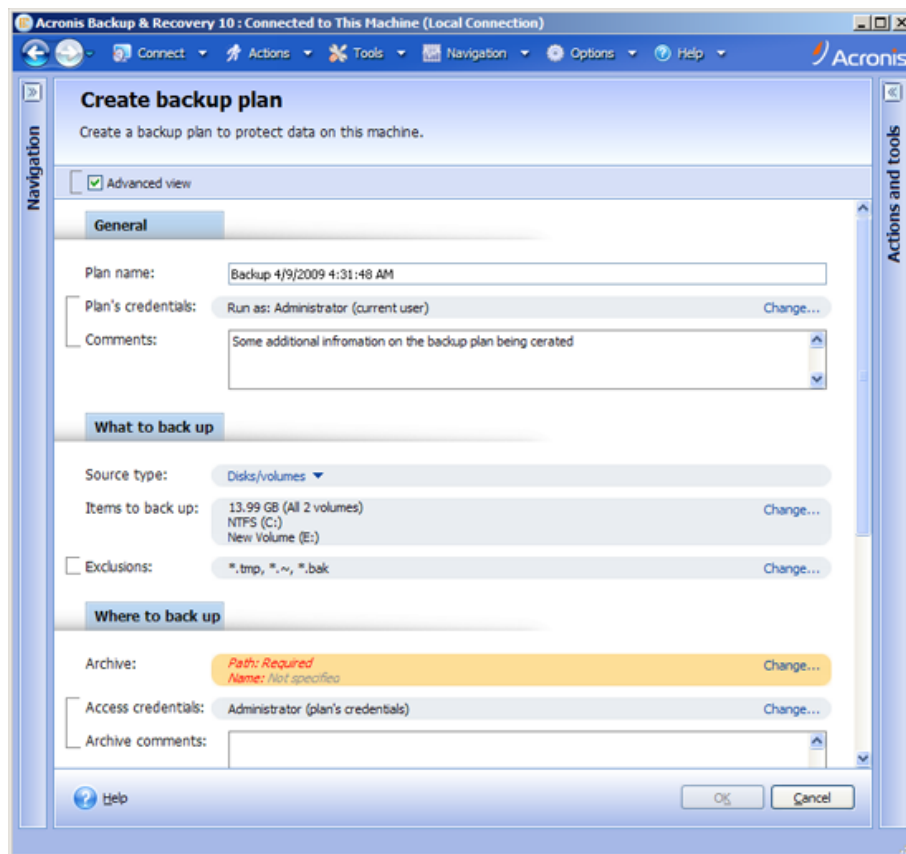 Acronis Backup & Recovery 10 : Connected to This Machine (Local Connection)
Connect Actions Tools Navigation Options Help Acronis
Navigation
Actions and tools
Create backup plan
Create a backup plan to protect data on this machine.
Advanced view
General
Plan name: Backup 4/9/2009 4:31:48 AM
Plan's credentials: Run as: Administrator (current user) Change...
Comments: Some additional infromation on the backup plan being cerated
What to back up
Source type: Disks/volumes
Items to back up: 13.99 GB (All 2 volumes) Change...
NTFS (C:)
New Volume (E:)
Exclusions: *.tmp, *.~, *.bak Change...
Where to back up
Archive: Path: Required Change...
Name: Not specified
Access credentials: Administrator (plan's credentials) Change...
Archive comments:
Help OK Cancel